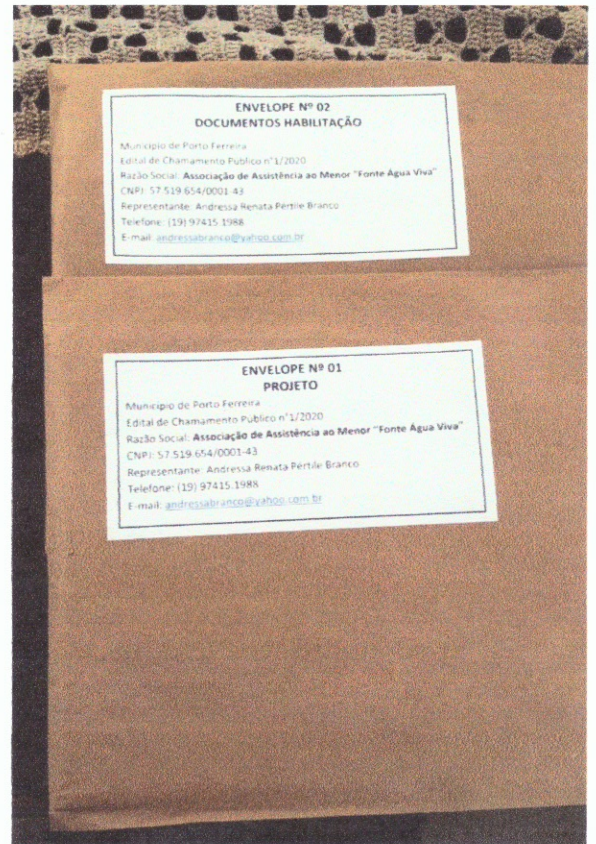 ENVELOPE Nº 02
DOCUMENTOS HABILITAÇÃO
Município de Porto Ferreira
Edital de Chamamento Público n°1/2020
Razão Social: Associação de Assistência ao Menor "Fonte Água Viva"
CNPJ: 57.519.654/0001-43
Representante: Andressa Renata Pértile Branco
Telefone: (19) 97415.1988
E-mail: andressabranco@yahoo.com.br
ENVELOPE Nº 01
PROJETO
Município de Porto Ferreira
Edital de Chamamento Público n°1/2020
Razão Social: Associação de Assistência ao Menor "Fonte Água Viva"
CNPJ: 57.519.654/0001-43
Representante: Andressa Renata Pértile Branco
Telefone: (19) 97415.1988
E-mail: andressabranco@yahoo.com.br